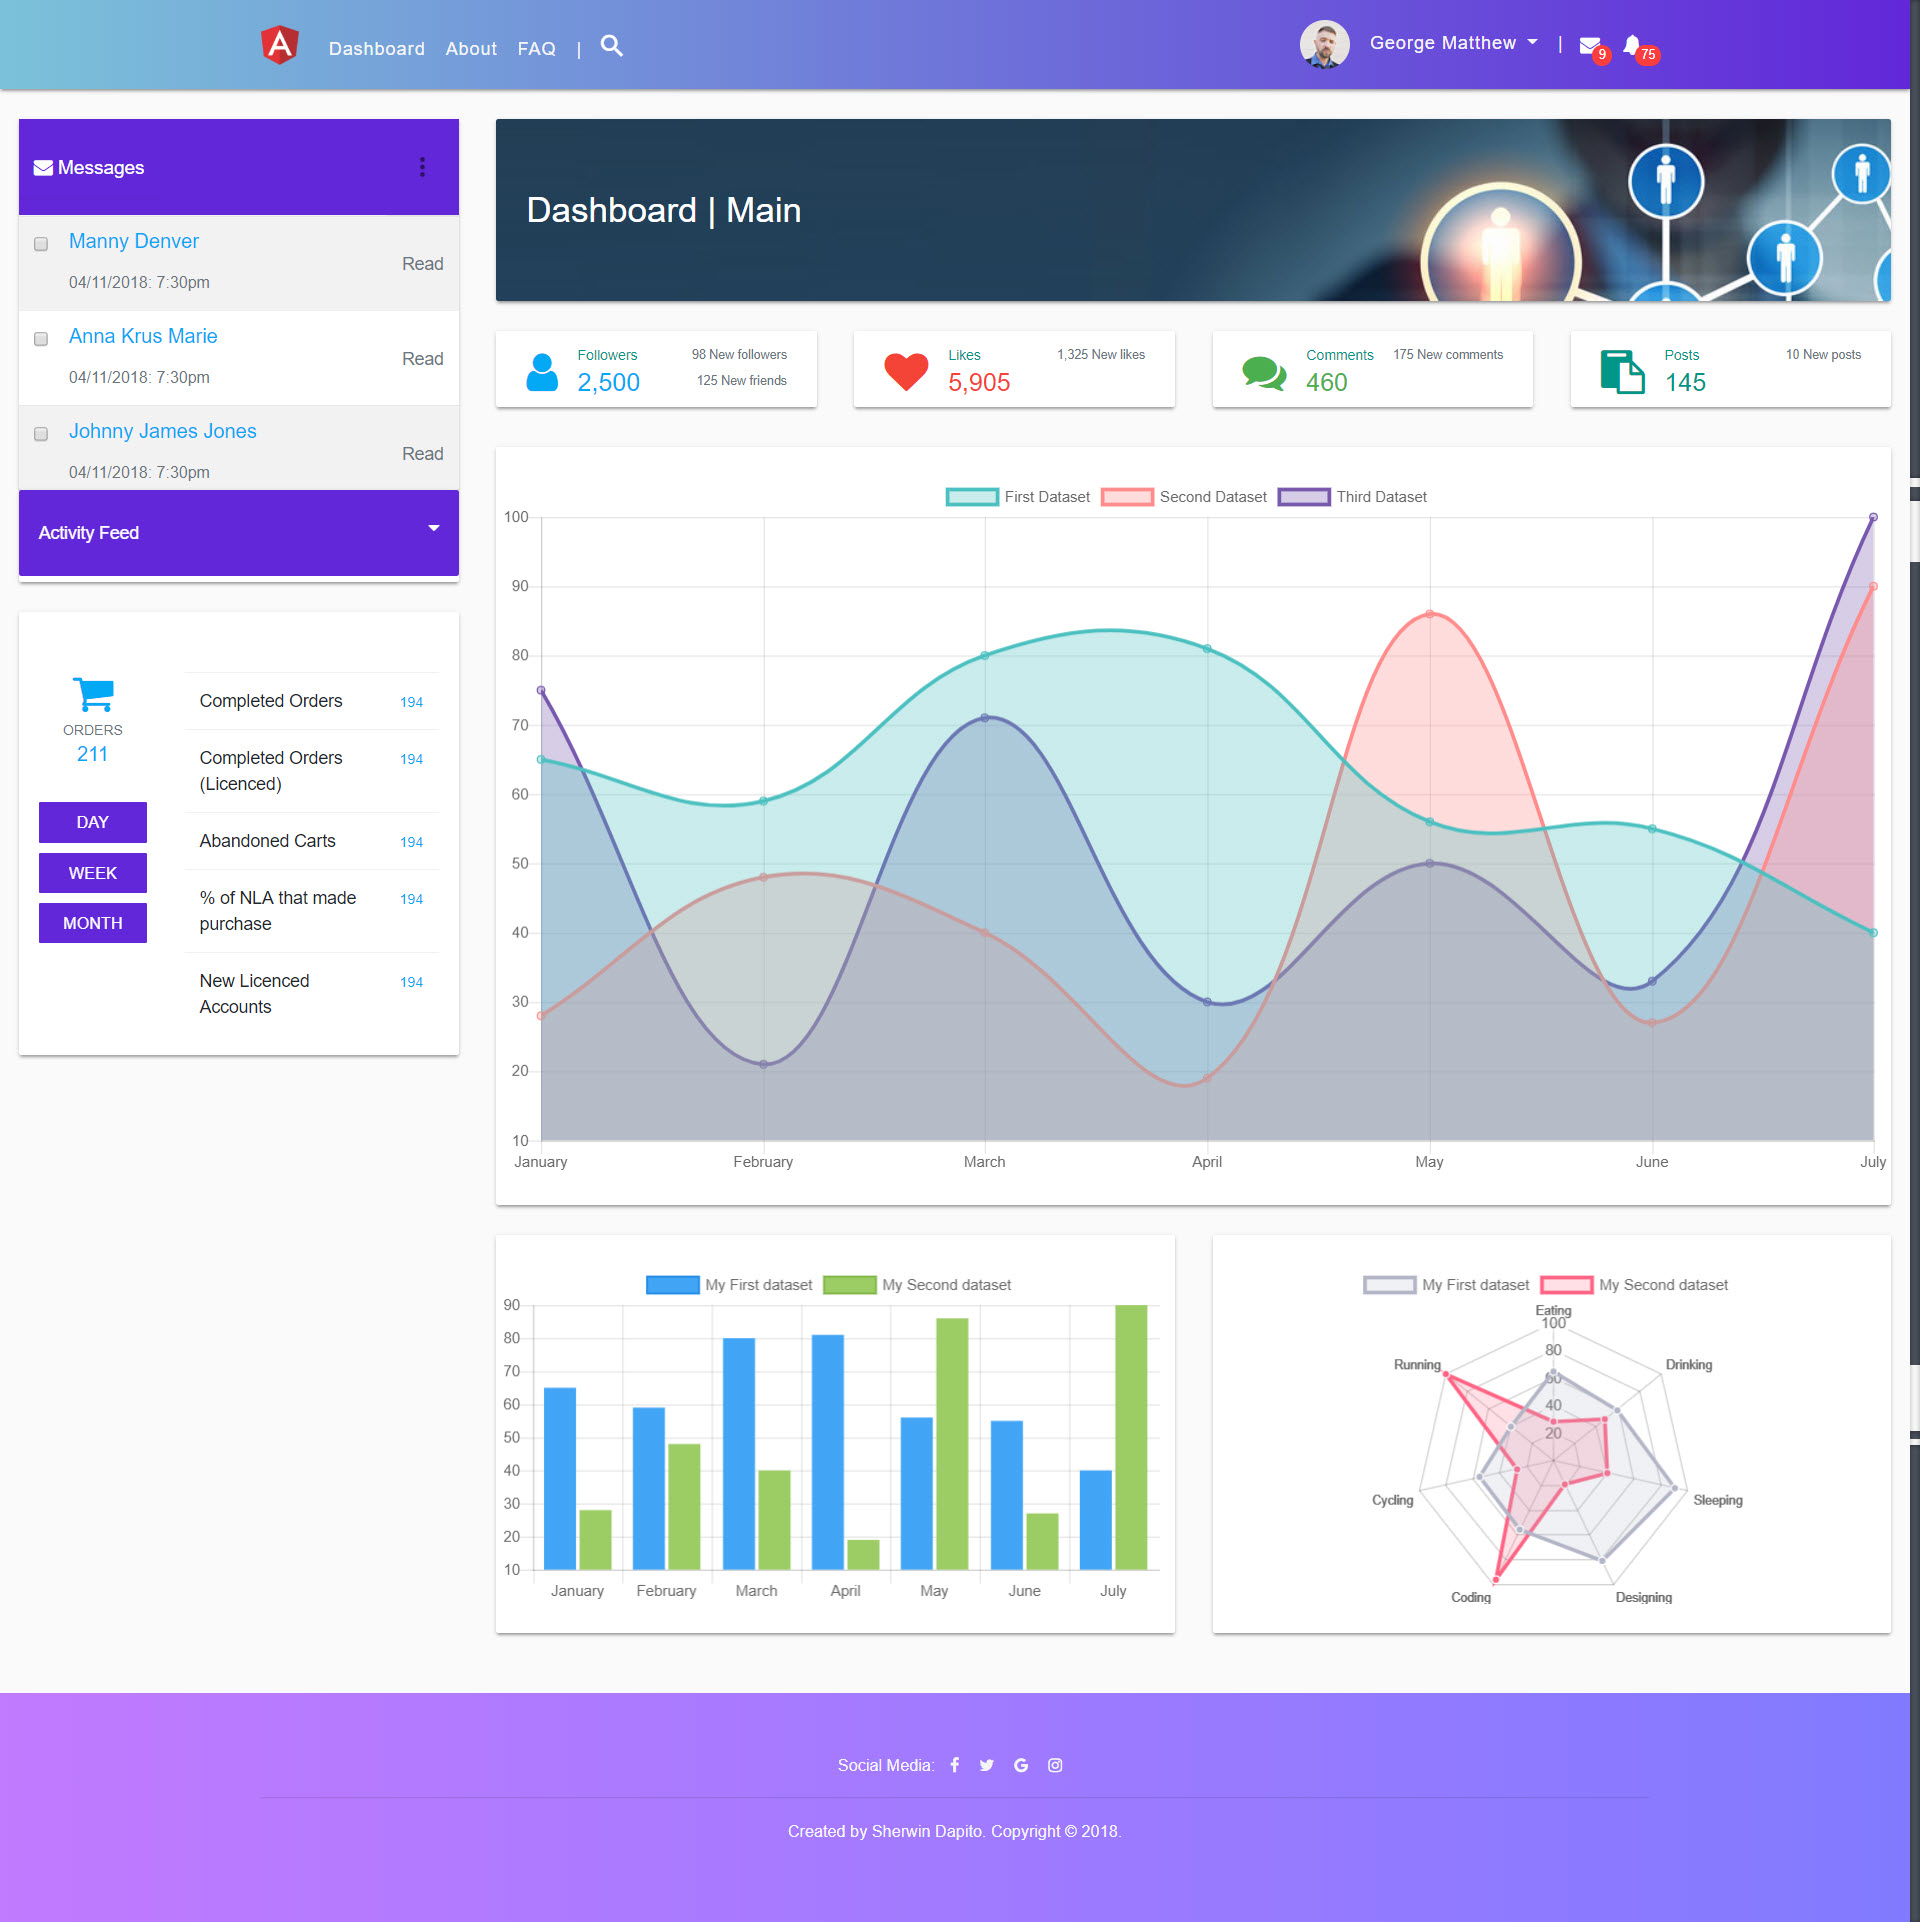 A
Dashboard About FAQ |
George Matthew | 9 75
Messages
Manny Denver
04/11/2018: 7:30pm
Read
Anna Krus Marie
04/11/2018: 7:30pm
Read
Johnny James Jones
04/11/2018: 7:30pm
Read
Activity Feed
ORDERS
211
DAY
WEEK
MONTH
Completed Orders 194
Completed Orders 194
(Licenced)
Abandoned Carts 194
% of NLA that made 194
purchase
New Licenced 194
Accounts
Dashboard | Main
Followers
2,500
98 New followers
125 New friends
Likes
5,905
1,325 New likes
Comments
460
175 New comments
Posts
145
10 New posts
First Dataset Second Dataset Third Dataset
100
90
80
70
60
50
40
30
20
10
January February March April May June July
My First dataset My Second dataset
90
80
70
60
50
40
30
20
10
January February March April May June July
My First dataset My Second dataset
Eating
100
80
60
40
20
Running
Drinking
Cycling
Sleeping
Coding
Designing
Social Media:
Created by Sherwin Dapito. Copyright © 2018.